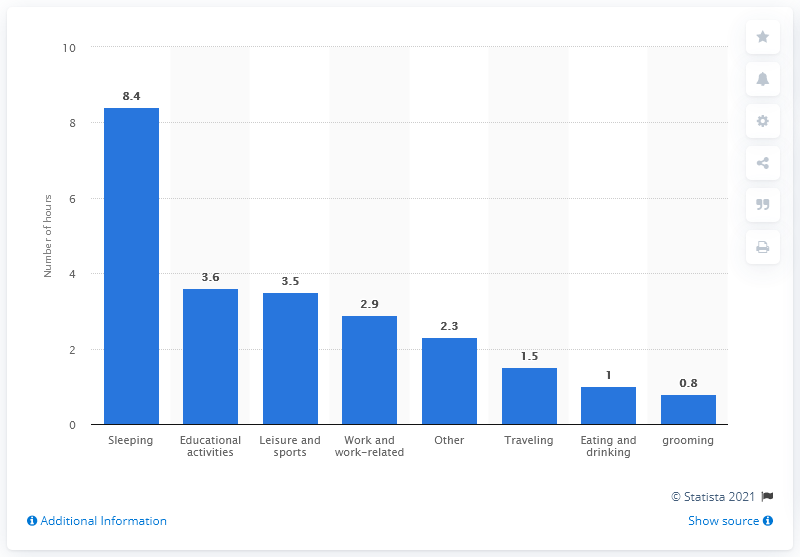 10
8
6
4
2
0
Number of hours
8.4
3.6
3.5
2.9
2.3
1.5
1
0.8
Sleeping
Educational
activities
Leisure and
sports
Work and
work-related
Other
Traveling
Eating and
drinking
grooming
© Statista 2021
Additional Information
Show source